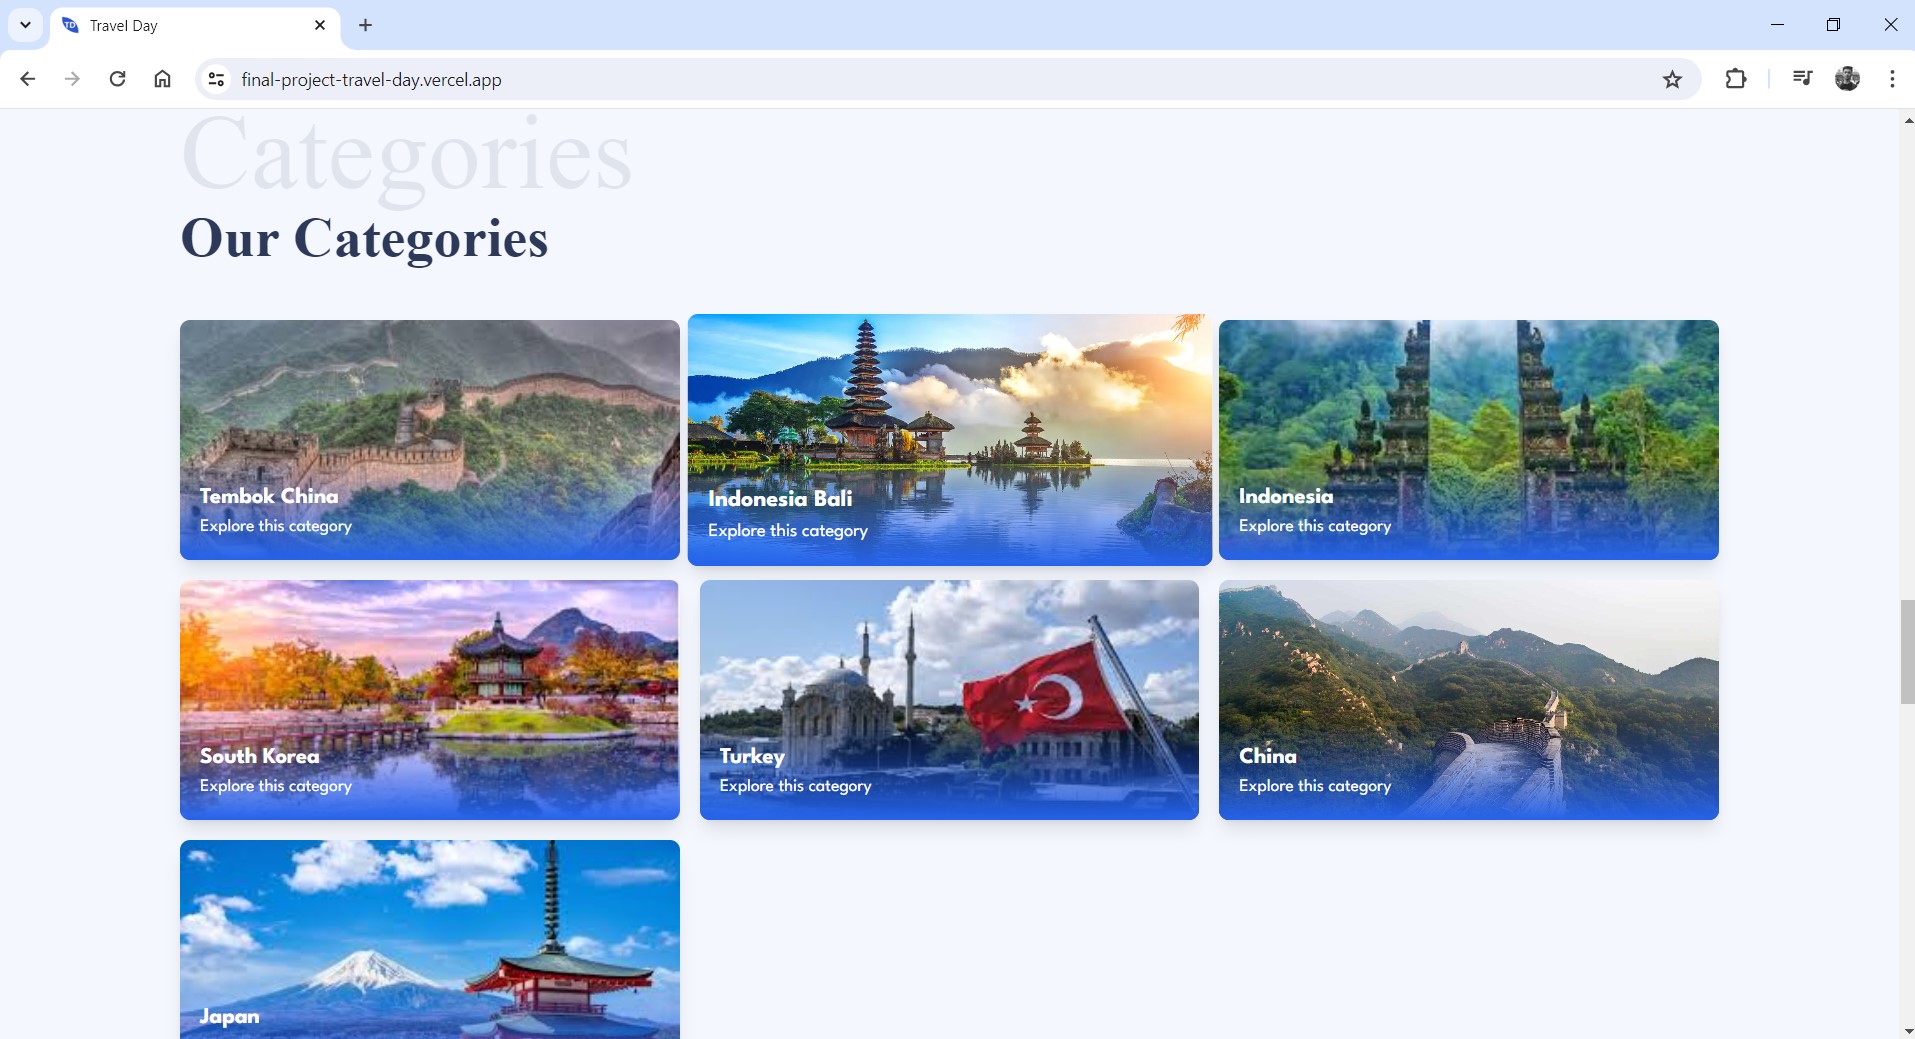 Travel Day
final-project-travel-day.vercel.app
Categories
Our Categories
Tembok China
Explore this category
Indonesia Bali
Explore this category
Indonesia
Explore this category
South Korea
Explore this category
Turkey
Explore this category
China
Explore this category
Japan